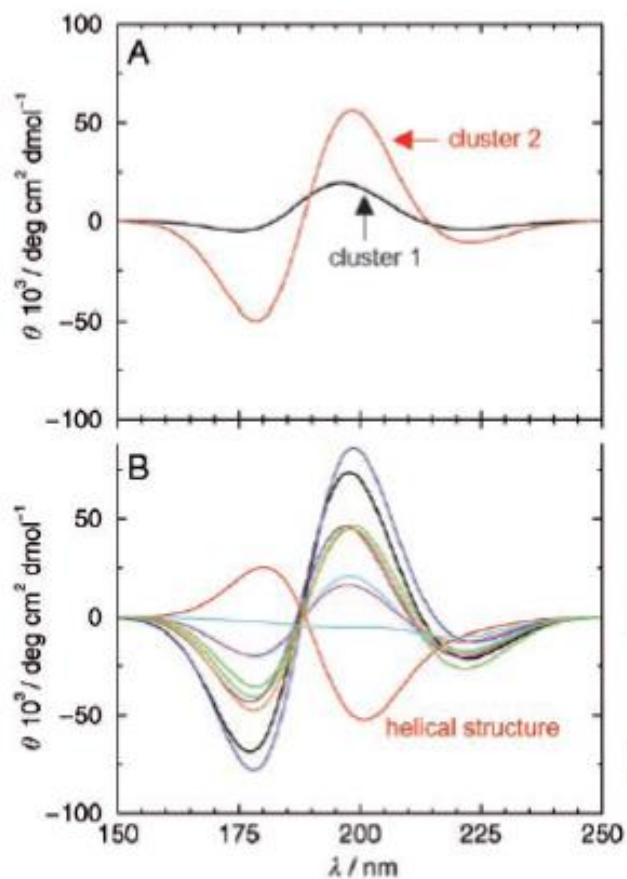 A
100
50
0
−50
−100
θ 10³ / deg cm² dmol⁻¹
cluster 2
cluster 1
B
50
0
−50
−100
θ 10³ / deg cm² dmol⁻¹
helical structure
150 175 200 225 250
λ / nm